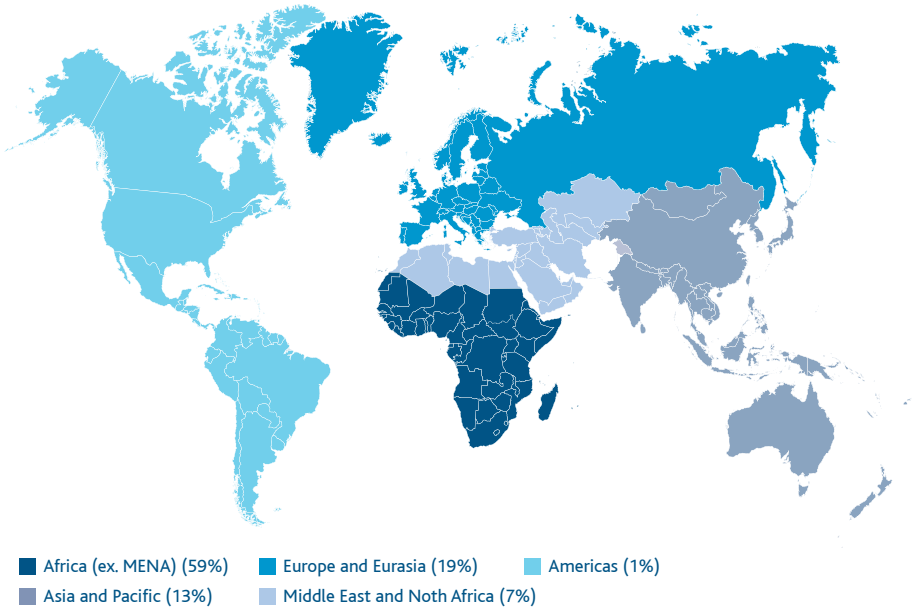 Africa (ex. MENA) (59%) Europe and Eurasia (19%) Americas (1%)
Asia and Pacific (13%) Middle East and Noth Africa (7%)